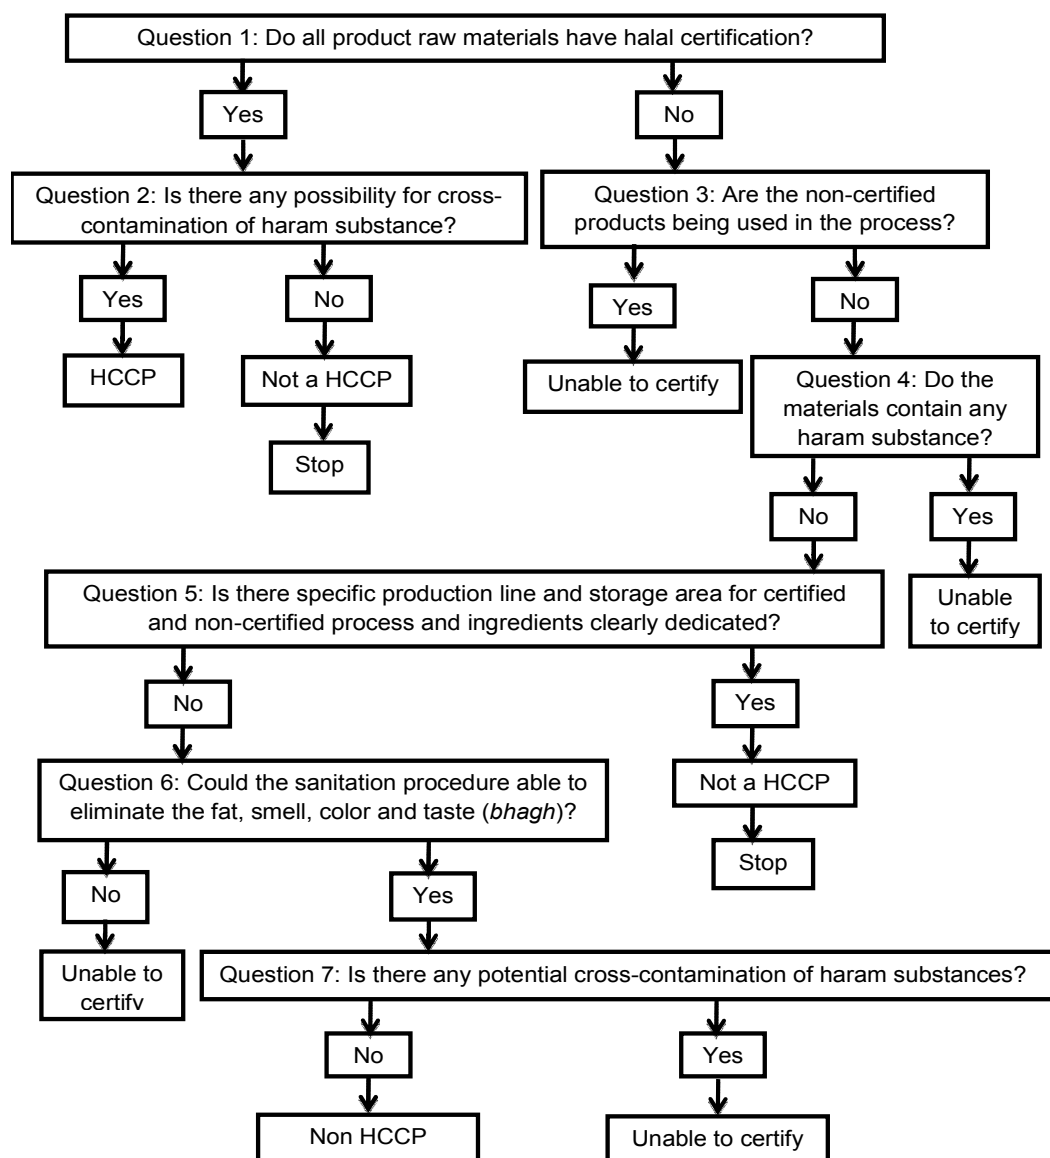 Question 1: Do all product raw materials have halal certification?
Yes
No
Question 2: Is there any possibility for cross-
contamination of haram substance?
Question 3: Are the non-certified
products being used in the process?
Yes
No
Yes
No
HCCP
Not a HCCP
Unable to certify
Question 4: Do the
materials contain any
haram substance?
Stop
No
Yes
Question 5: Is there specific production line and storage area for certified
and non-certified process and ingredients clearly dedicated?
Unable
to certify
No
Yes
Question 6: Could the sanitation procedure able to
eliminate the fat, smell, color and taste (bhagh)?
Not a HCCP
Stop
No
Yes
Unable to
certify
Question 7: Is there any potential cross-contamination of haram substances?
No
Yes
Non HCCP
Unable to certify